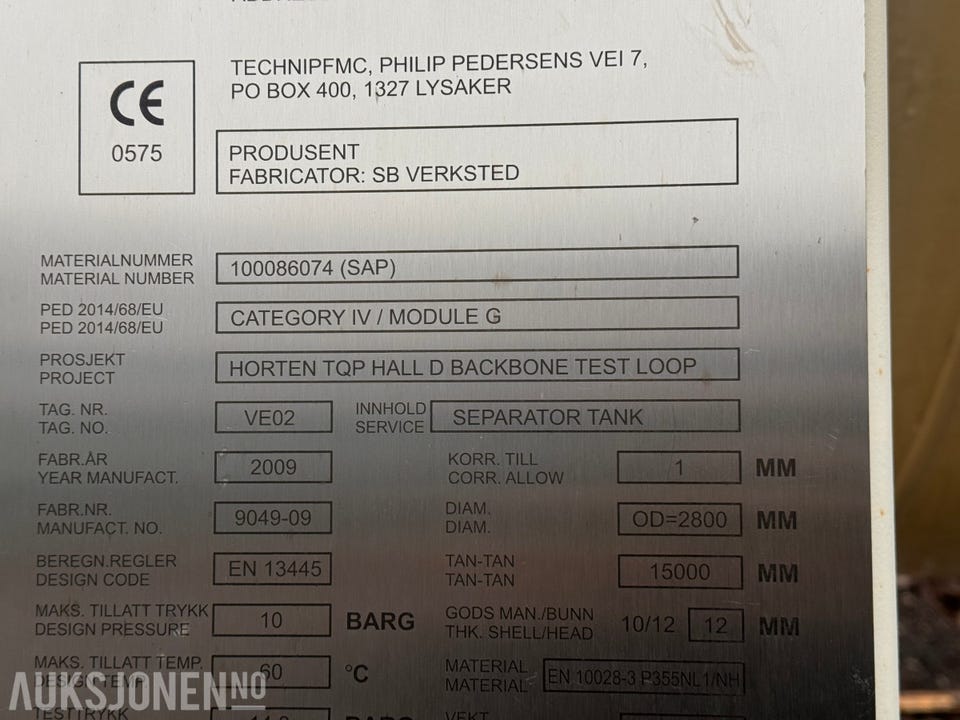 TECHNIPFMC, PHILIP PEDERSENS VEI 7,
PO BOX 400, 1327 LYSAKER
CE
0575
PRODUSENT
FABRICATOR: SB VERKSTED
MATERIALNUMMER
MATERIAL NUMBER
100086074 (SAP)
PED 2014/68/EU
PED 2014/68/EU
CATEGORY IV / MODULE G
PROSJEKT
PROJECT
HORTEN TQP HALL D BACKBONE TEST LOOP
TAG. NR.
TAG. NO.
VE02
INNHOLD
SERVICE
SEPARATOR TANK
FABR.ÅR
YEAR MANUFACT.
2009
KORR. TILL
CORR. ALLOW
1 MM
FABR.NR.
MANUFACT. NO.
9049-09
DIAM.
DIAM.
OD=2800 MM
BEREGN.REGLER
DESIGN CODE
EN 13445
TAN-TAN
TAN-TAN
15000 MM
MAKS. TILLATT TRYKK
DESIGN PRESSURE
10 BARG
GODS MAN./BUNN
THK. SHELL/HEAD
10/12 12 MM
MAKS. TILLATT TEMP.
DESIGN TEMP.
60 °C
MATERIAL
MATERIAL
EN 10028-3 P355NL1/NH
AUKSJONEN.NO
TESTTRYKK
BARG
VEKT